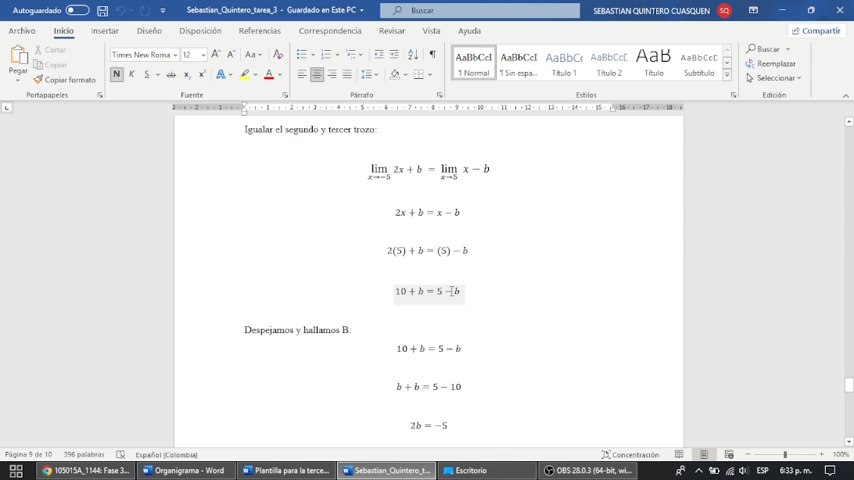 Autoguardado
Sebastian_Quintero_tarea_3 • Guardado en Este PC
Buscar
SEBASTIAN QUINTERO CUASQUEN
SQ
Archivo Inicio Insertar Diseño Disposición Referencias Correspondencia Revisar Vista Ayuda
Compartir
Pegar
Cortar
Copiar
Copiar formato
Portapapeles
Times New Roma
12
N K S
Fuente
Párrafo
AaBbCcI AaBbCcI AaBbCc AaBbCcI AaB AaBbCcI
¶ Normal ¶ Sin espa... Título 1 Título 2 Título Subtítulo
Estilos
Buscar
Reemplazar
Seleccionar
Edición
Igualar el segundo y tercer trozo:
lim x→−5 2x + b = lim x→5 x − b
2x + b = x − b
2(5) + b = (5) − b
10 + b = 5 − b
Despejamos y hallamos B:
10 + b = 5 − b
b + b = 5 − 10
2b = −5
Página 9 de 10 396 palabras Español (Colombia) Concentración 100%
105015A_1144: Fase 3... Organigrama - Word Plantilla para la terce... Sebastian_Quintero_t... Escritorio OBS 28.0.3 (64-bit, wi... ESP 6:33 p. m.